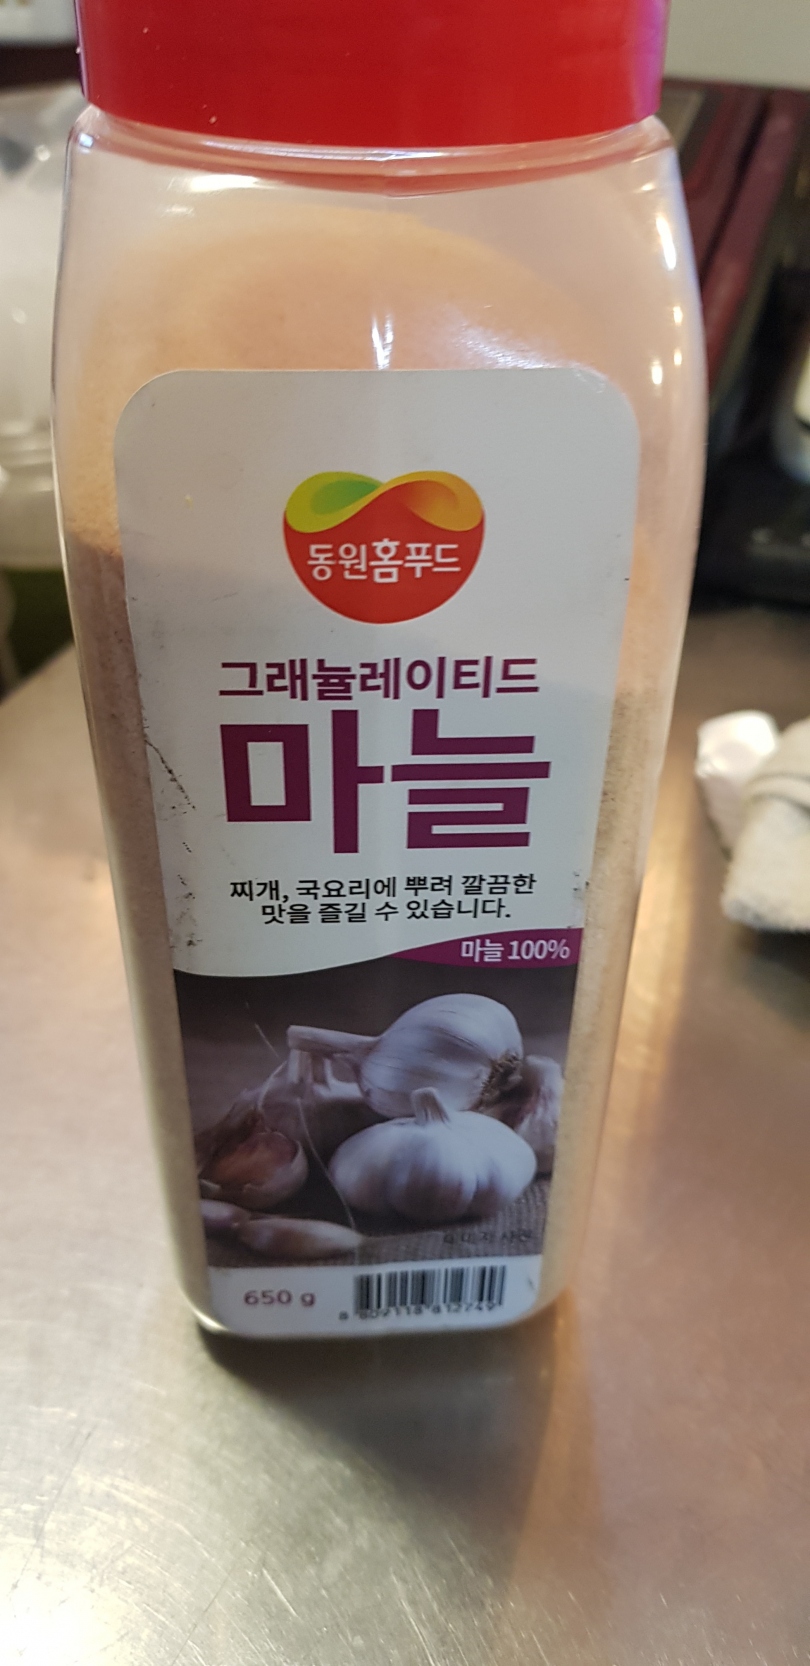 동원홈푸드
그래뉼레이티드
마늘
찌개, 국요리에 뿌려 깔끔한
맛을 즐길 수 있습니다.
마늘 100%
650 g